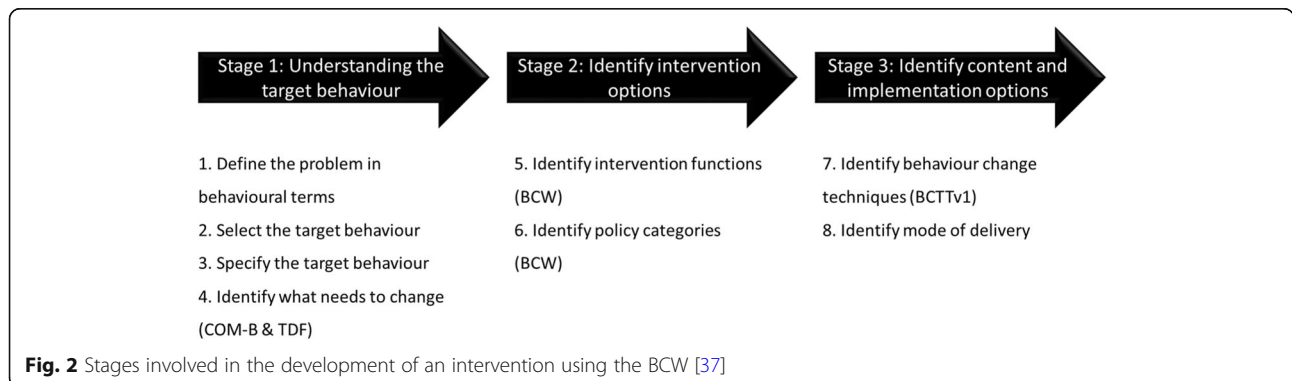 Stage 1: Understanding the
target behaviour
Stage 2: Identify intervention
options
Stage 3: Identify content and
implementation options
1. Define the problem in
behavioural terms
2. Select the target behaviour
3. Specify the target behaviour
4. Identify what needs to change
(COM-B & TDF)
5. Identify intervention functions
(BCW)
6. Identify policy categories
(BCW)
7. Identify behaviour change
techniques (BCTTv1)
8. Identify mode of delivery
Fig. 2 Stages involved in the development of an intervention using the BCW [37]